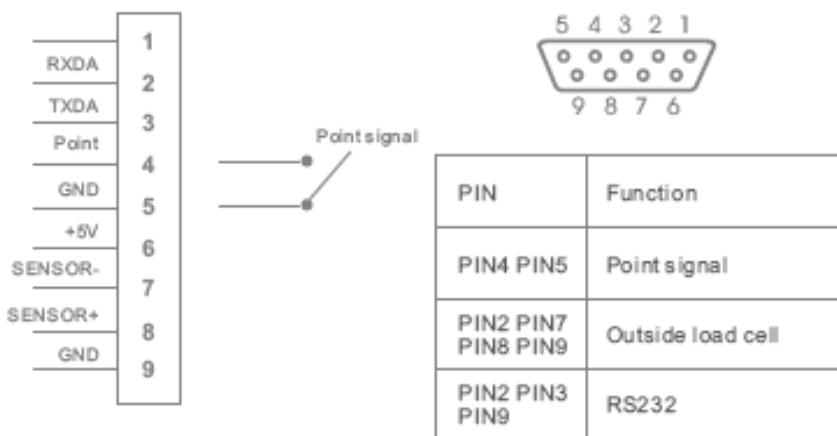 1
RXDA
2
TXDA
3
Point
4
GND
5
+5V
6
SENSOR-
7
SENSOR+
8
GND
9
Point signal
5 4 3 2 1
9 8 7 6
PIN Function
PIN4 PIN5 Point signal
PIN2 PIN7
PIN8 PIN9 Outside load cell
PIN2 PIN3
PIN9 RS232